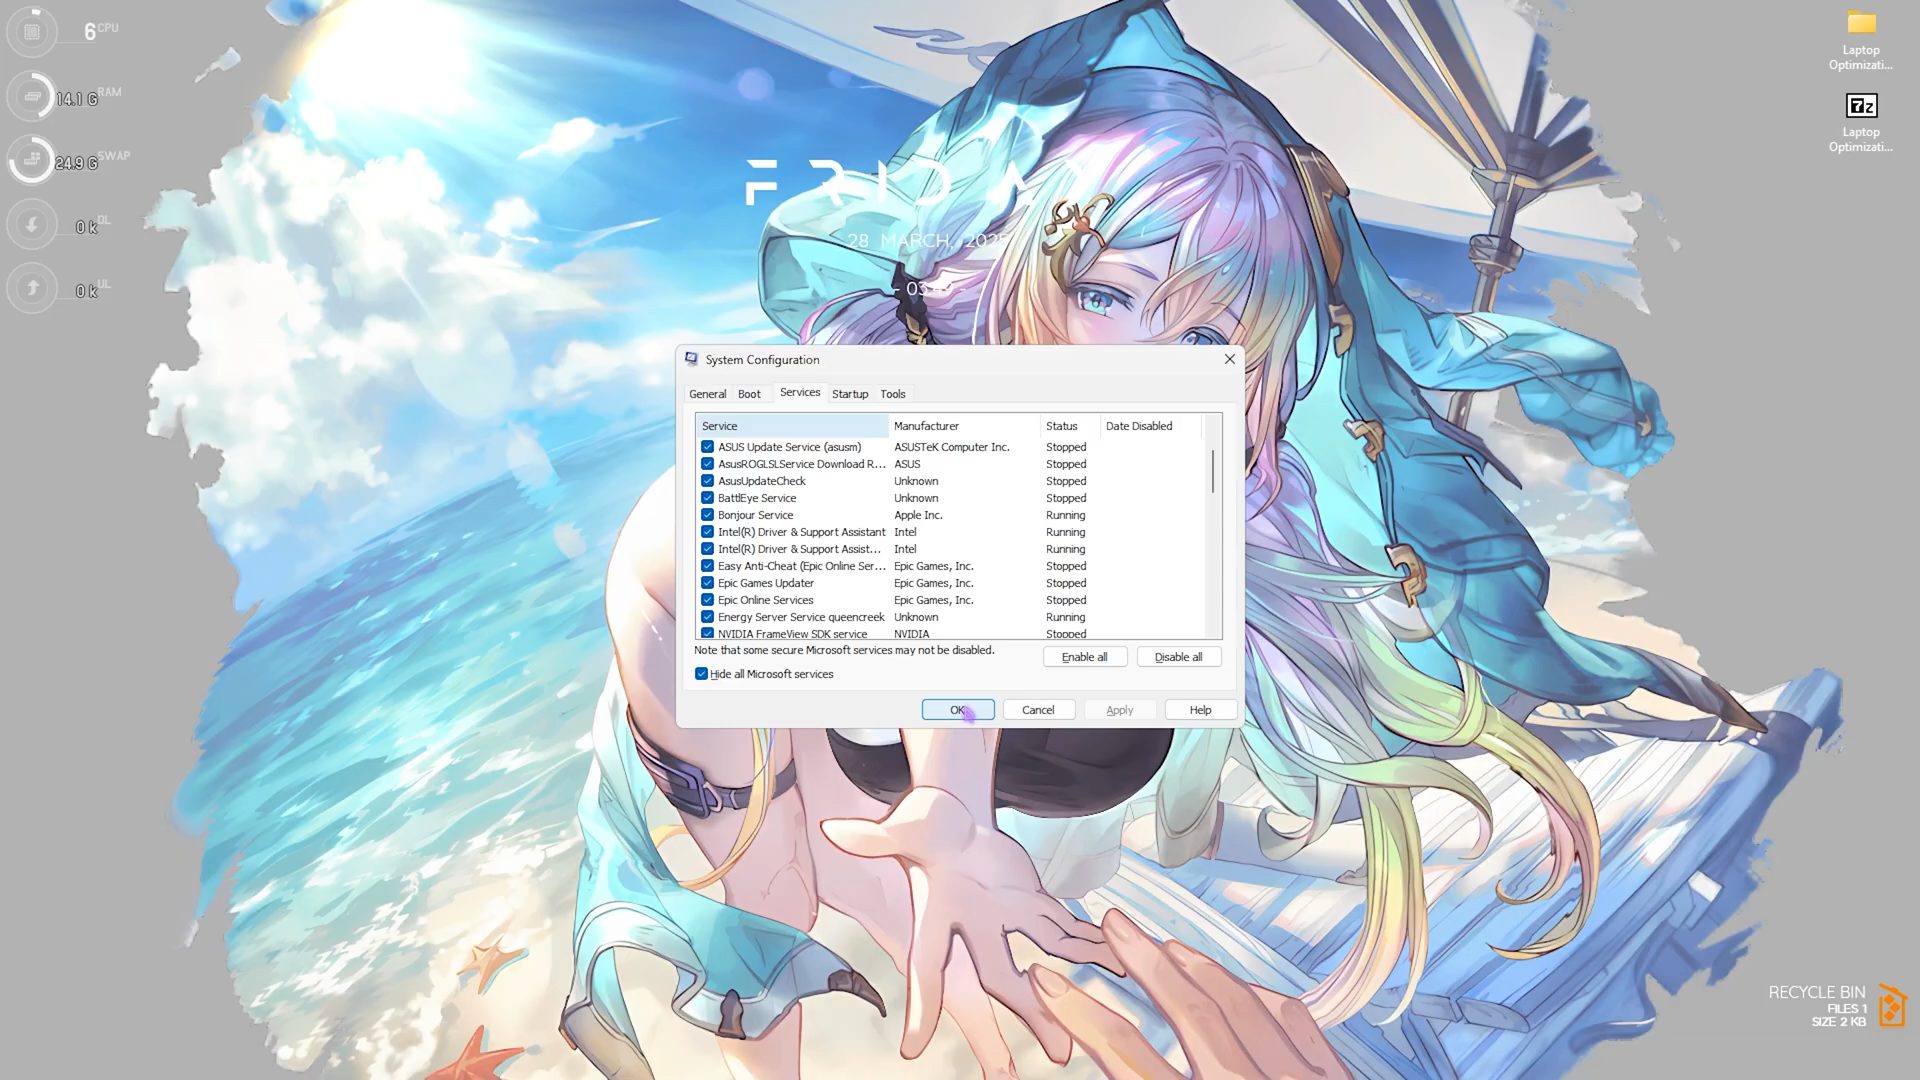 6 CPU
14.1 G RAM
24.9 G SWAP
0 k DL
0 k UL
Laptop
Optimizati...
7z
Laptop
Optimizati...
FRIDAY
28 MARCH, 2025
System Configuration
General Boot Services Startup Tools
Service Manufacturer Status Date Disabled
ASUS Update Service (asusm) ASUSTeK Computer Inc. Stopped
AsusROGLSLService Download R... ASUS Stopped
AsusUpdateCheck Unknown Stopped
BattlEye Service Unknown Stopped
Bonjour Service Apple Inc. Running
Intel(R) Driver & Support Assistant Intel Running
Intel(R) Driver & Support Assist... Intel Running
Easy Anti-Cheat (Epic Online Ser... Epic Games, Inc. Stopped
Epic Games Updater Epic Games, Inc. Stopped
Epic Online Services Epic Games, Inc. Stopped
Energy Server Service queencreek Unknown Running
NVIDIA FrameView SDK service NVIDIA Stopped
Note that some secure Microsoft services may not be disabled.
Enable all Disable all
Hide all Microsoft services
OK Cancel Apply Help
RECYCLE BIN
FILES 1
SIZE 2 KB